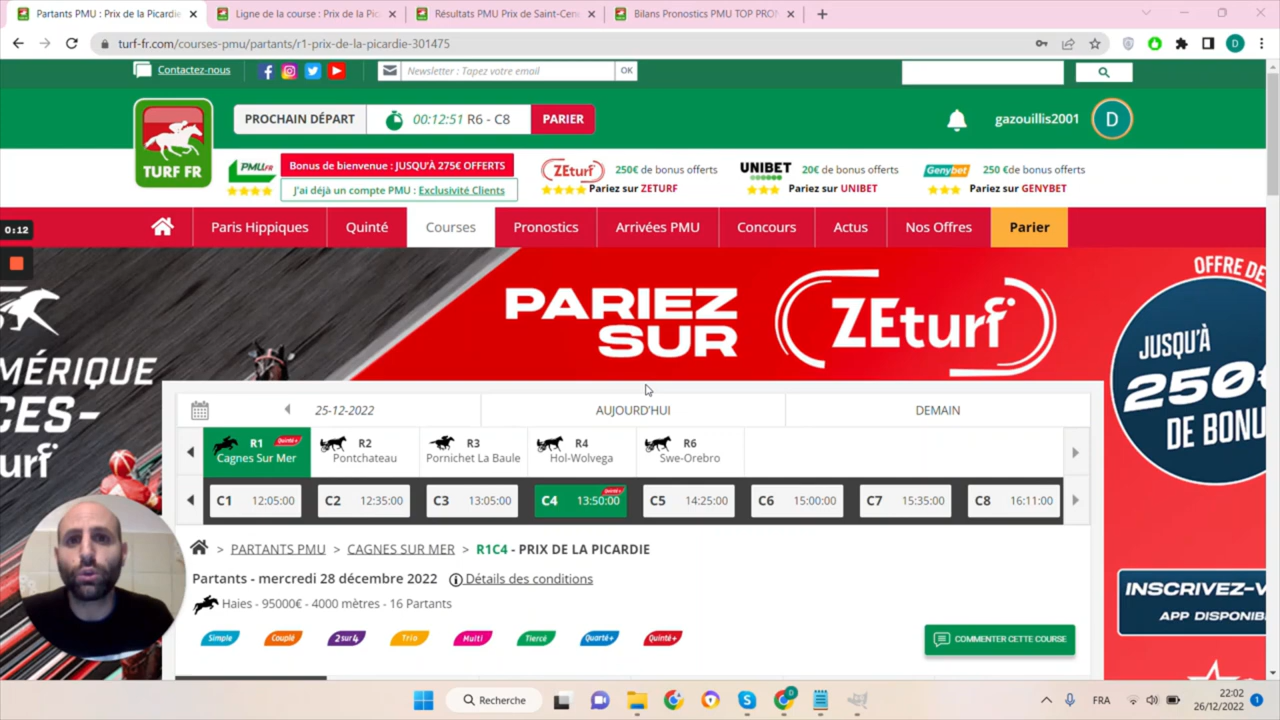 Partants PMU : Prix de la Picardie
Ligne de la course : Prix de la Pic
Résultats PMU Prix de Saint-Cen
Bilans Pronostics PMU TOP PRON
turf-fr.com/courses-pmu/partants/r1-prix-de-la-picardie-301475
D
Contactez-nous
Newsletter : Tapez votre email
OK
TURF FR
PROCHAIN DÉPART
00:12:51 R6 - C8
PARIER
gazouillis2001
D
PMU.FR
Bonus de bienvenue : JUSQU'À 275€ OFFERTS
J'ai déjà un compte PMU : Exclusivité Clients
ZEturf
250€ de bonus offerts
Pariez sur ZETURF
UNIBET
20€ de bonus offerts
Pariez sur UNIBET
Genybet
250 €de bonus offerts
Pariez sur GENYBET
0:12
Paris Hippiques
Quinté
Courses
Pronostics
Arrivées PMU
Concours
Actus
Nos Offres
Parier
PARIEZ
SUR
ZEturf
OFFRE DE
JUSQU'À
250€
DE BONU
MÉRIQUE
CES-
urf
25-12-2022
AUJOURD'HUI
DEMAIN
R1 Quinté+
Cagnes Sur Mer
R2
Pontchateau
R3
Pornichet La Baule
R4
Hol-Wolvega
R6
Swe-Orebro
C1 12:05:00
C2 12:35:00
C3 13:05:00
C4 13:50:00 Quinté+
C5 14:25:00
C6 15:00:00
C7 15:35:00
C8 16:11:00
> PARTANTS PMU > CAGNES SUR MER > R1C4 - PRIX DE LA PICARDIE
Partants - mercredi 28 décembre 2022 Détails des conditions
Haies - 95000€ - 4000 mètres - 16 Partants
Simple
Couplé
2 sur 4
Trio
Multi
Tiercé
Quarté+
Quinté+
COMMENTER CETTE COURSE
INSCRIVEZ-V
APP DISPONIB
Recherche
D
FRA
22:02
26/12/2022
1